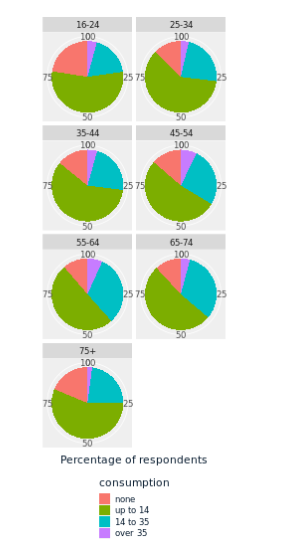 16-24 25-34
100 100
75 25 75 25
50 50
35-44 45-54
100 100
75 25 75 25
50 50
55-64 65-74
100 100
75 25 75 25
50 50
75+
100
75 25
50
Percentage of respondents
consumption
none
up to 14
14 to 35
over 35